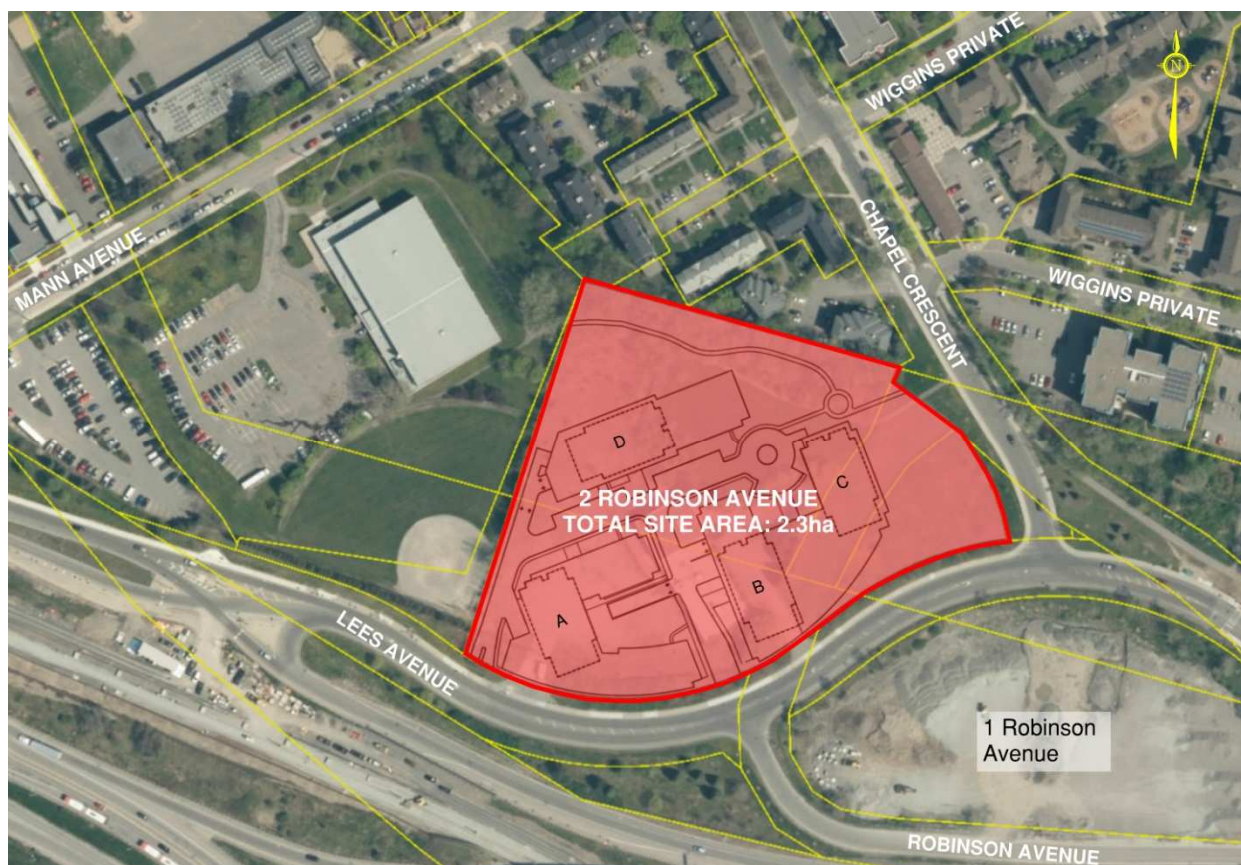 WIGGINS PRIVATE
N
MANN AVENUE
CHAPEL CRESCENT
WIGGINS PRIVATE
D
C
2 ROBINSON AVENUE
TOTAL SITE AREA: 2.3ha
B
A
LEES AVENUE
1 Robinson
Avenue
ROBINSON AVENUE